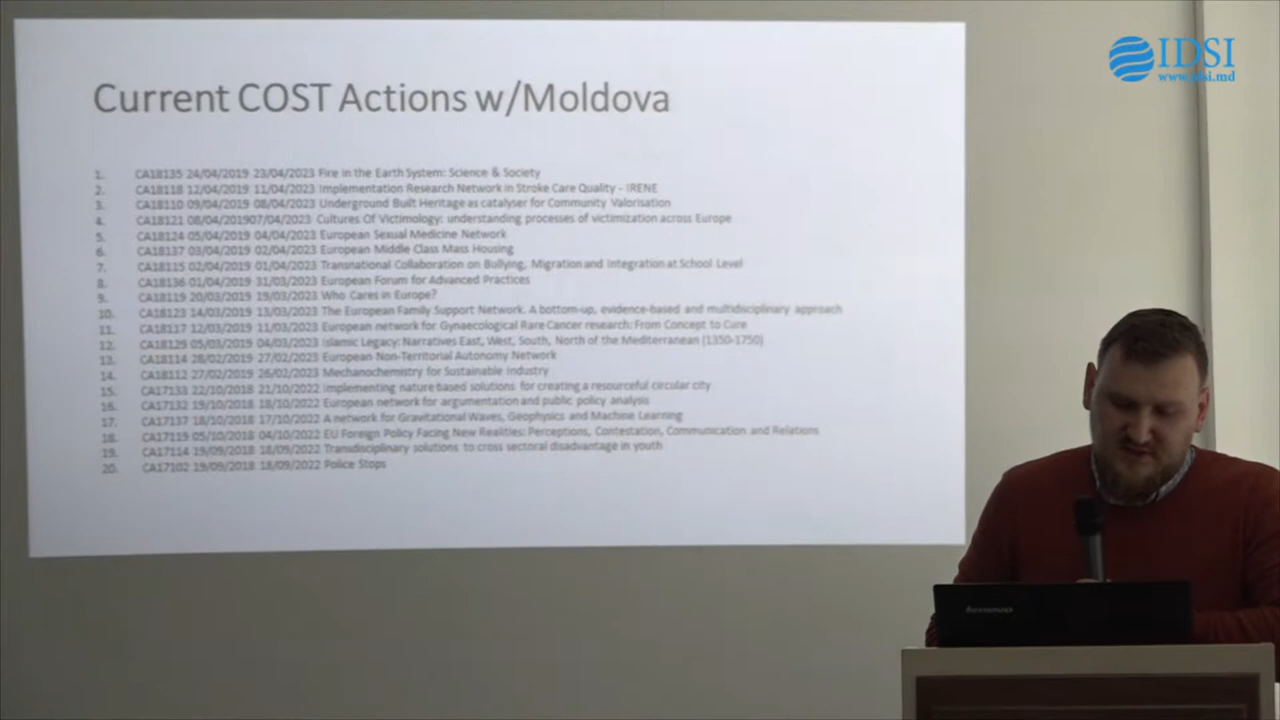 IDSI
www.idsi.md
Current COST Actions w/Moldova
1. CA18135 24/04/2019 23/04/2023 Fire in the Earth System: Science & Society
2. CA18118 12/04/2019 11/04/2023 Implementation Research Network in Stroke Care Quality - IRENE
3. CA18110 09/04/2019 08/04/2023 Underground Built Heritage as catalyser for Community Valorisation
4. CA18121 08/04/201907/04/2023 Cultures Of Victimology: understanding processes of victimization across Europe
5. CA18124 05/04/2019 04/04/2023 European Sexual Medicine Network
6. CA18137 03/04/2019 02/04/2023 European Middle Class Mass Housing
7. CA18115 02/04/2019 01/04/2023 Transnational Collaboration on Bullying, Migration and Integration at School Level
8. CA18136 01/04/2019 31/03/2023 European Forum for Advanced Practices
9. CA18119 20/03/2019 19/03/2023 Who Cares in Europe?
10. CA18123 14/03/2019 13/03/2023 The European Family Support Network. A bottom-up, evidence-based and multidisciplinary approach
11. CA18117 12/03/2019 11/03/2023 European network for Gynaecological Rare Cancer research: From Concept to Cure
12. CA18129 05/03/2019 04/03/2023 Islamic Legacy: Narratives East, West, South, North of the Mediterranean (1350-1750)
13. CA18114 28/02/2019 27/02/2023 European Non-Territorial Autonomy Network
14. CA18112 27/02/2019 26/02/2023 Mechanochemistry for Sustainable Industry
15. CA17133 22/10/2018 21/10/2022 Implementing nature based solutions for creating a resourceful circular city
16. CA17132 19/10/2018 18/10/2022 European network for argumentation and public policy analysis
17. CA17137 18/10/2018 17/10/2022 A network for Gravitational Waves, Geophysics and Machine Learning
18. CA17119 05/10/2018 04/10/2022 EU Foreign Policy Facing New Realities: Perceptions, Contestation, Communication and Relations
19. CA17114 19/09/2018 18/09/2022 Transdisciplinary solutions to cross sectoral disadvantage in youth
20. CA17102 19/09/2018 18/09/2022 Police Stops
lenovo